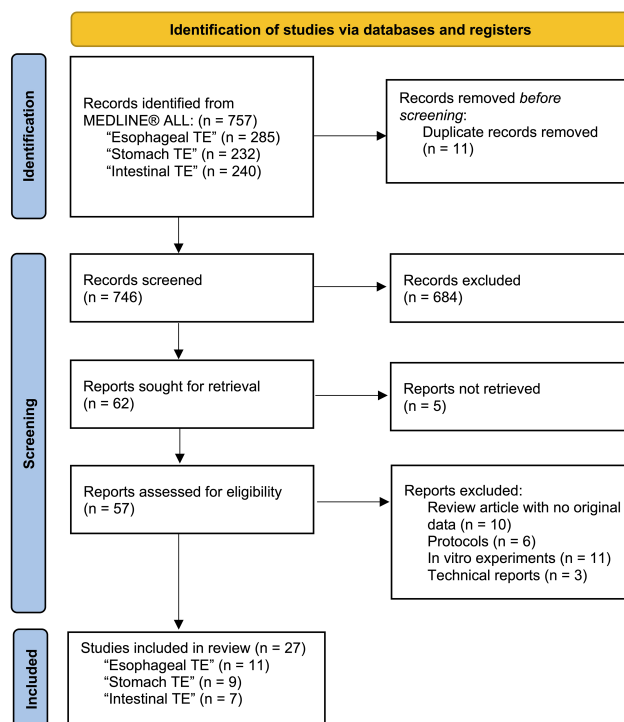 Identification of studies via databases and registers
Identification
Records identified from
MEDLINE® ALL: (n = 757)
“Esophageal TE” (n = 285)
“Stomach TE” (n = 232)
“Intestinal TE” (n = 240)
Records removed before
screening:
Duplicate records removed
(n = 11)
Screening
Records screened
(n = 746)
Records excluded
(n = 684)
Reports sought for retrieval
(n = 62)
Reports not retrieved
(n = 5)
Reports assessed for eligibility
(n = 57)
Reports excluded:
Review article with no original
data (n = 10)
Protocols (n = 6)
In vitro experiments (n = 11)
Technical reports (n = 3)
Included
Studies included in review (n = 27)
“Esophageal TE” (n = 11)
“Stomach TE” (n = 9)
“Intestinal TE” (n = 7)